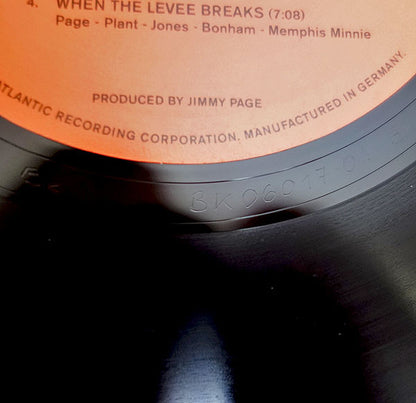 4. WHEN THE LEVEE BREAKS (7:08)
Page - Plant - Jones - Bonham - Memphis Minnie
PRODUCED BY JIMMY PAGE
ATLANTIC RECORDING CORPORATION. MANUFACTURED IN GERMANY.
BK 06017.01